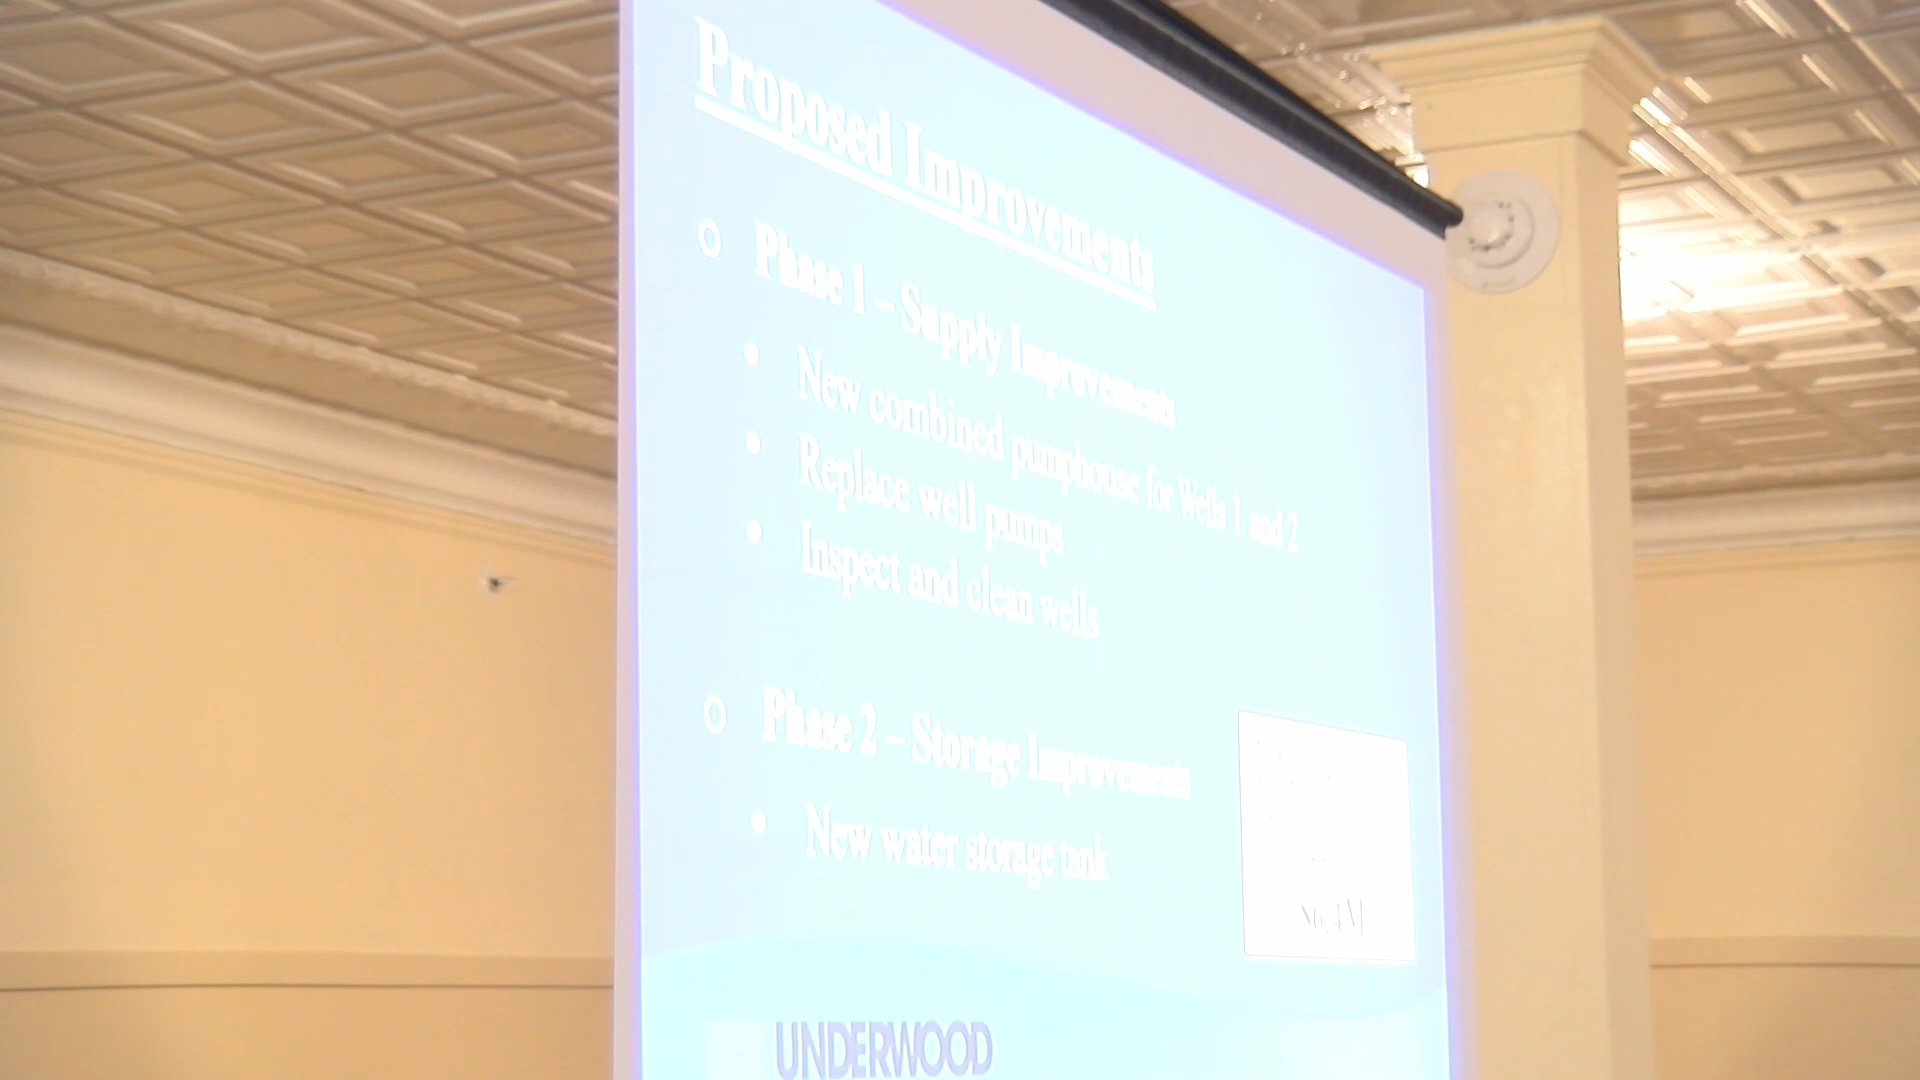 Proposed Improvements
Phase 1 – Supply Improvements
New combined pumphouse for Wells 1 and 2
Replace well pumps
Inspect and clean wells
Phase 2 – Storage Improvements
New water storage tank
UNDERWOOD